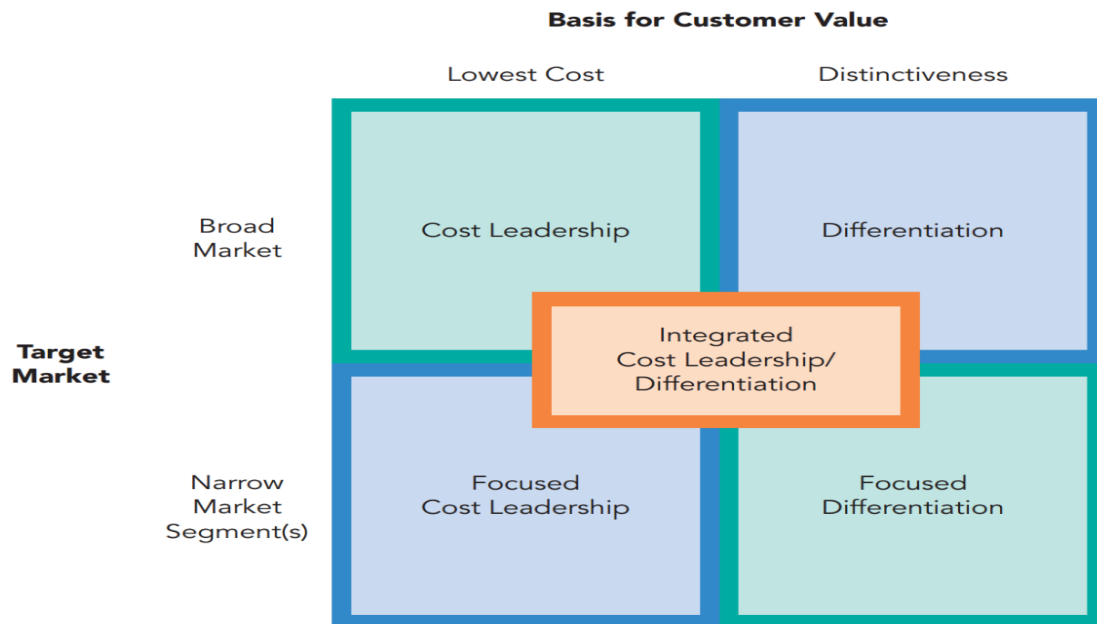 Basis for Customer Value
Lowest Cost
Distinctiveness
Broad
Market
Cost Leadership
Differentiation
Integrated
Cost Leadership/
Differentiation
Target
Market
Narrow
Market
Segment(s)
Focused
Cost Leadership
Focused
Differentiation